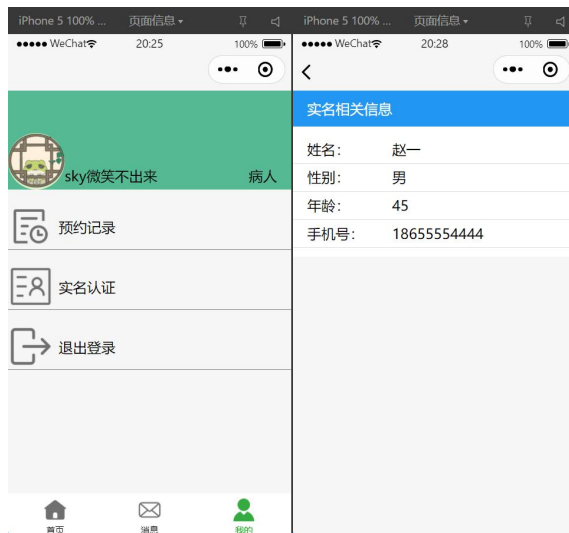 iPhone 5 100% ...
页面信息
WeChat
20:25
100%
sky微笑不出来
病人
预约记录
实名认证
退出登录
首页
消息
我的
iPhone 5 100% ...
页面信息
WeChat
20:28
100%
实名相关信息
姓名： 赵一
性别： 男
年龄： 45
手机号： 18655554444